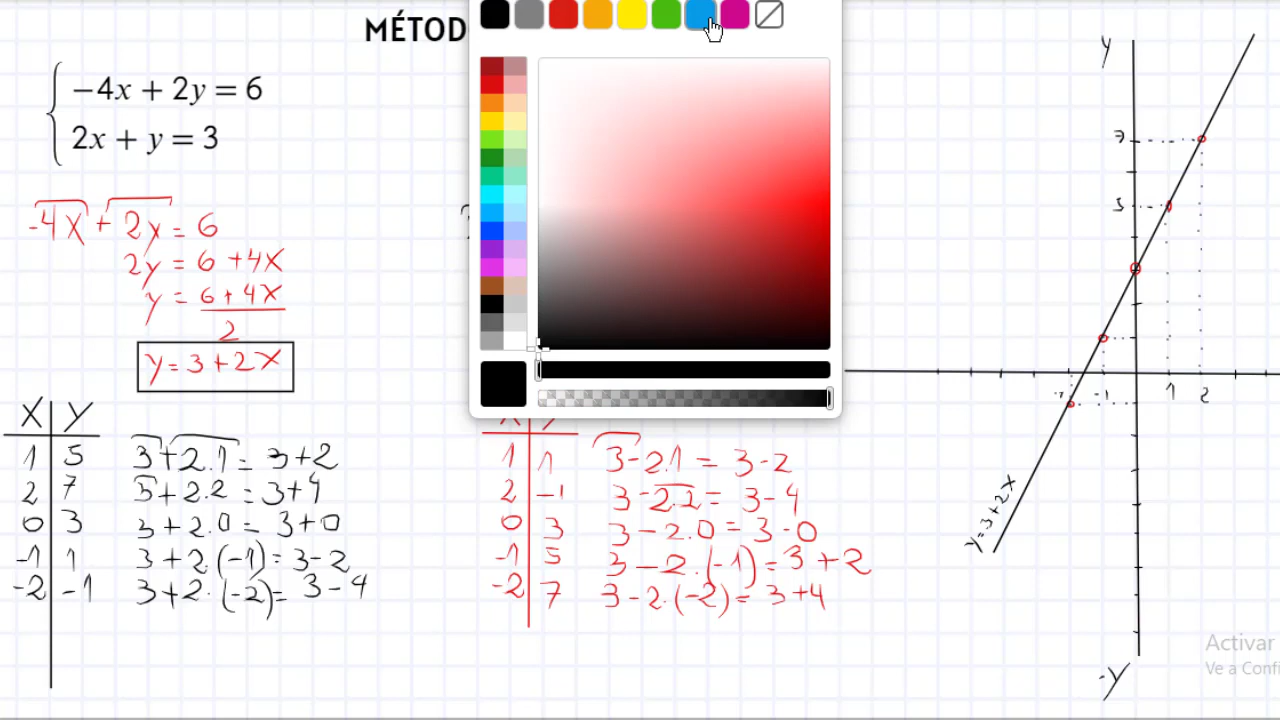 MÉTOD
−4x + 2y = 6
2x + y = 3
-4X + 2y = 6
2y = 6 + 4X
y = 6 + 4X
2
y = 3 + 2X
X Y
1 5 3+2.1 = 3+2
2 7 3+2.2 = 3+4
0 3 3+2.0 = 3+0
-1 1 3+2.(-1) = 3-2
-2 -1 3+2.(-2) = 3-4
1 1 3-2.1 = 3-2
2 -1 3-2.2 = 3-4
0 3 3-2.0 = 3-0
-1 5 3-2.(-1) = 3+2
-2 7 3-2.(-2) = 3+4
y
7
5
-1 1 2
y=3+2X
-y
Activar
Ve a Confi